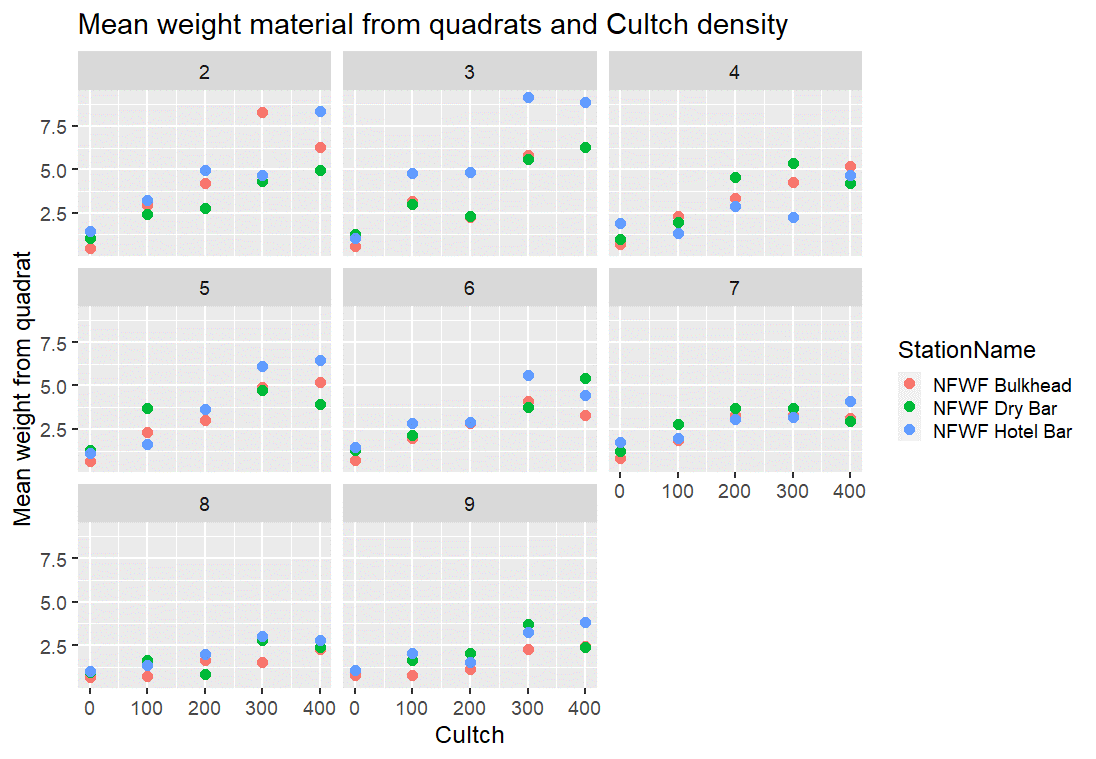 Mean weight material from quadrats and Cultch density
2 3 4
7.5
5.0
2.5
5 6 7
7.5
5.0
2.5
0 100 200 300 400
8 9
7.5
5.0
2.5
0 100 200 300 400 0 100 200 300 400
Cultch
Mean weight from quadrat
StationName
NFWF Bulkhead
NFWF Dry Bar
NFWF Hotel Bar